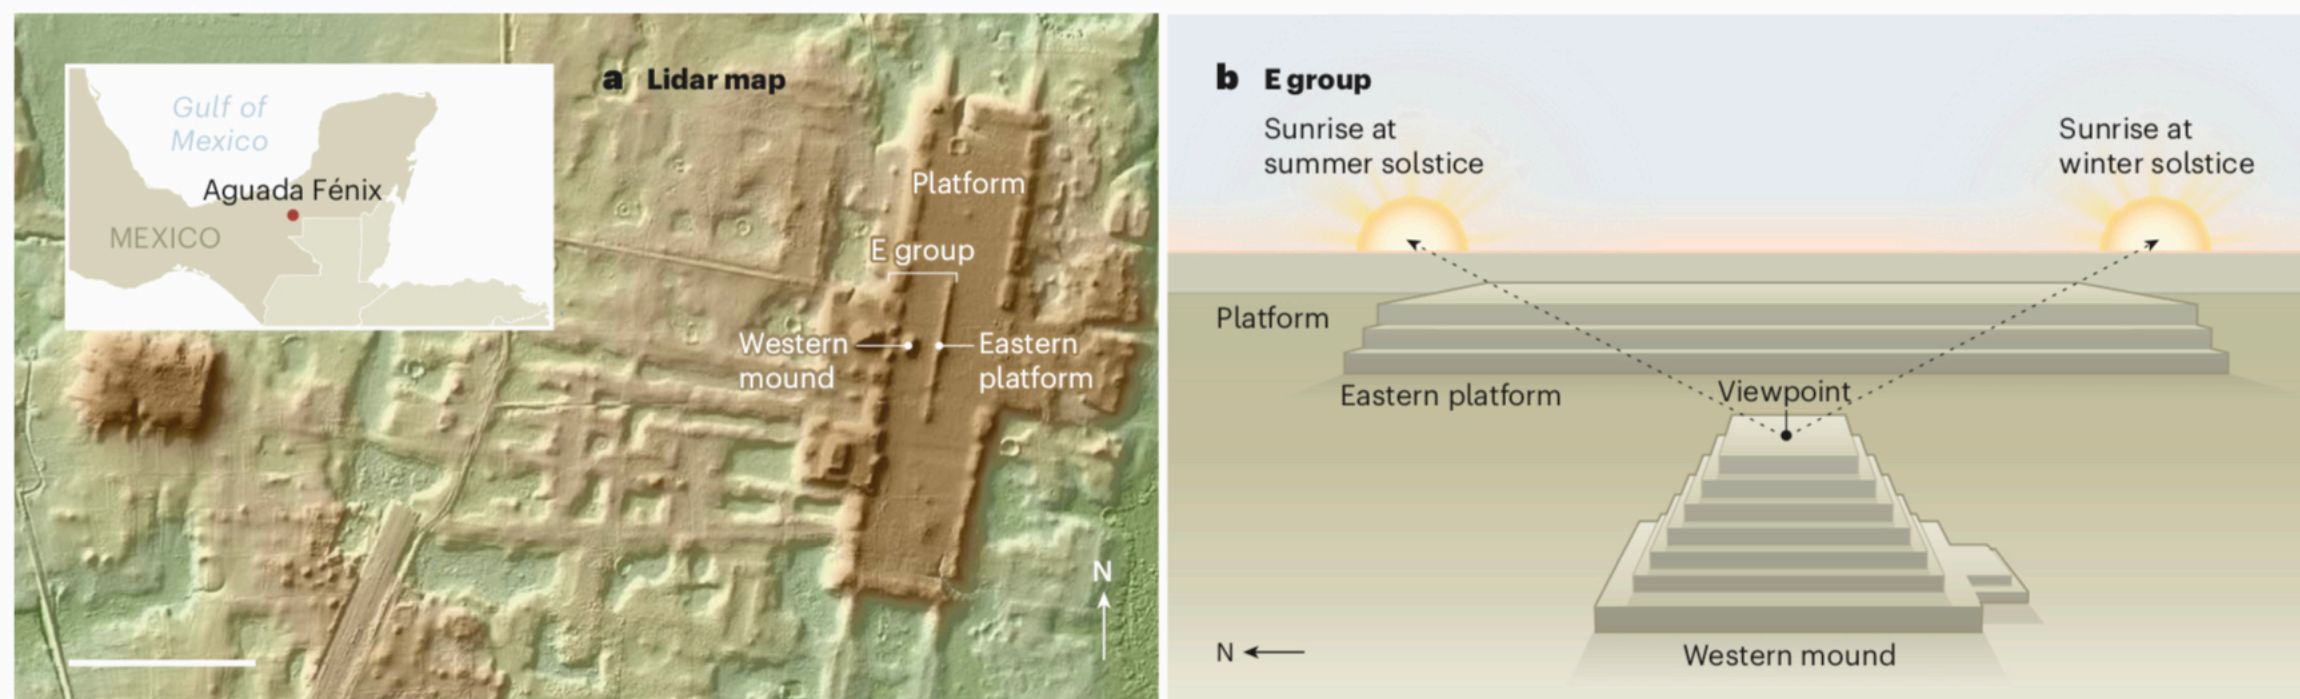 a Lidar map
Gulf of
Mexico
Aguada Fénix
MEXICO
Platform
E group
Western
mound
Eastern
platform
N
b E group
Sunrise at
summer solstice
Sunrise at
winter solstice
Platform
Eastern platform
Viewpoint
N
Western mound